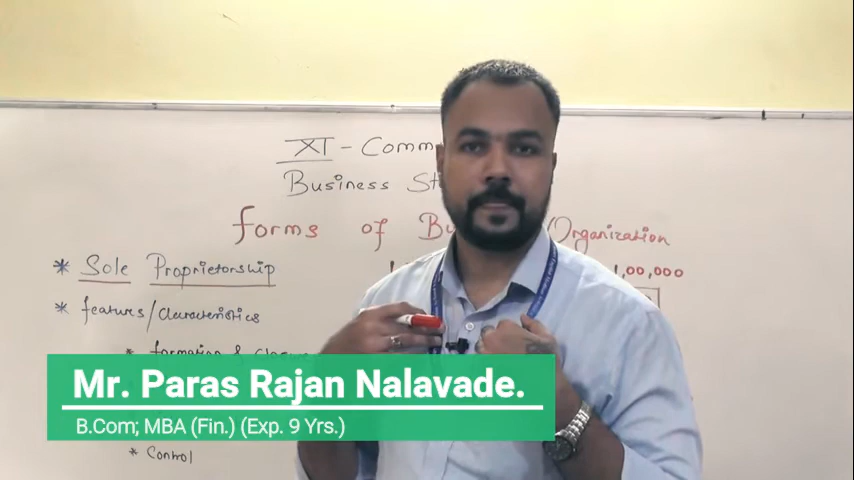 XI - Comm
Business St
forms of Bu /Organization
* Sole Proprietorship
1,00,000
* features/characteristics
* formation &
Mr. Paras Rajan Nalavade.
B.Com; MBA (Fin.) (Exp. 9 Yrs.)
* Control